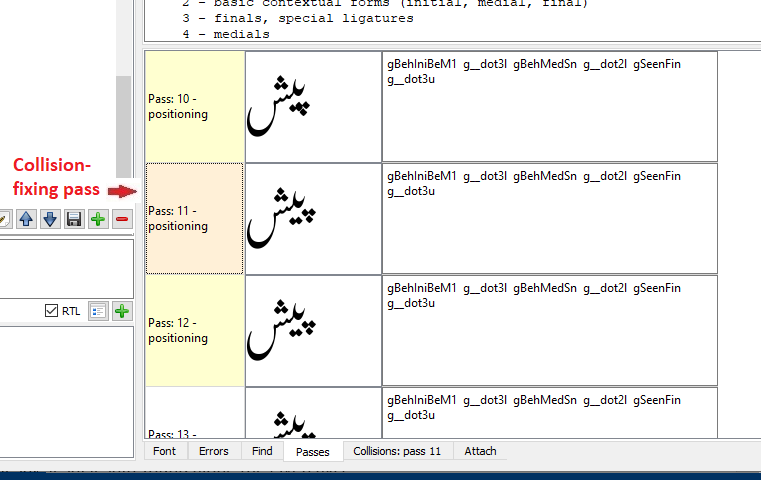 2 - basic contextual forms (initial, medial, final)
3 - finals, special ligatures
4 - medials
Pass: 10 -
positioning
پیش
gBehIniBeM1 g__dot3l gBehMedSn g__dot2l gSeenFin
g__dot3u
Collision-
fixing pass
Pass: 11 -
positioning
پیش
gBehIniBeM1 g__dot3l gBehMedSn g__dot2l gSeenFin
g__dot3u
RTL
Pass: 12 -
positioning
پیش
gBehIniBeM1 g__dot3l gBehMedSn g__dot2l gSeenFin
g__dot3u
Pass: 13 -
gBehIniBeM1 g__dot3l gBehMedSn g__dot2l gSeenFin
g__dot3u
Font Errors Find Passes Collisions: pass 11 Attach